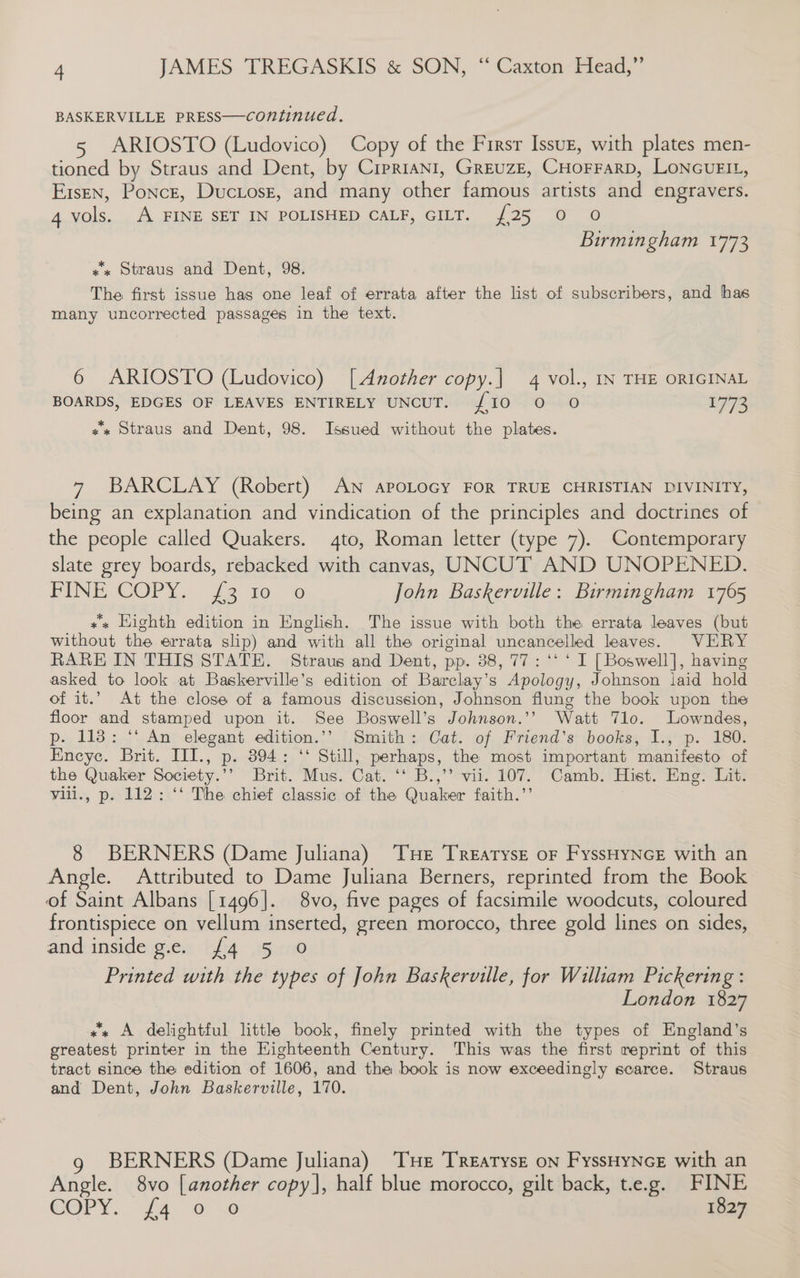 4 JAMES TREGASKIS & SON, “ Caxton Head,”
BASKERVILLE PRESS—continued.
5 ARIOSTO (Ludovico) Copy of the First Issue, with plates men-
tioned by Straus and Dent, by Cipriani, Greuze, Choffard, Longueil,
Eisen, Ponce, Duclose, and many other famous artists and engravers.
4 vols. A FINE SET IN POLISHED CALF, GILT. £25 0 0
Birmingham 1773
*** Straus and Dent, 98.
The first issue has one leaf of errata after the list of subscribers, and has
many uncorrected passages in the text.
6 ARIOSTO (Ludovico) [Another copy.] 4 vol., IN THE ORIGINAL
BOARDS, EDGES OF LEAVES ENTIRELY UNCUT. £10 0 0 1773
*** Straus and Dent, 98. Issued without the plates.
7 BARCLAY (Robert) AN APOLOGY FOR TRUE CHRISTIAN DIVINITY,
being an explanation and vindication of the principles and doctrines of
the people called Quakers. 4to, Roman letter (type 7). Contemporary
slate grey boards, rebacked with canvas, UNCUT AND UNOPENED.
FINE COPY. £3 10 0 John Baskerville: Birmingham 1765
*** Eighth edition in English. The issue with both the errata leaves (but
without the errata slip) and with all the original uncancelled leaves. VERY
RARE IN THIS STATE. Straus and Dent, pp. 38, 77 : “ ‘ I [Boswell], having
asked to look at Baskerville’s edition of Barclay’s Apology, Johnson laid hold
of it.’ At the close of a famous discussion, Johnson flung the book upon the
floor and stamped upon it. See Boswell’s Johnson.” Watt 71o. Lowndes,
p. 113: “ An elegant edition.” Smith: Cat. of Friend’s books, I., p. 180.
Encyc. Brit. III., p. 394 : “ Still, perhaps, the most important manifesto of
the Quaker Society.” Brit. Mus. Cat. “ B.,” vii. 107. Camb. Hist. Eng. Lit.
viii., p. 112 : “ The chief classic of the Quaker faith.”
8 BERNERS (Dame Juliana) The Treatyse of Fysshynge with an
Angle. Attributed to Dame Juliana Berners, reprinted from the Book
of Saint Albans [1496]. 8vo, five pages of facsimile woodcuts, coloured
frontispiece on vellum inserted, green morocco, three gold lines on sides,
and inside g.e. £4 5 0
Printed with the types of John Baskerville, for William Pickering :
London 1827
*** A delightful little book, finely printed with the types of England’s
greatest printer in the Eighteenth Century. This was the first reprint of this
tract since the edition of 1606, and the book is now exceedingly scarce. Straus
and Dent, John Baskerville, 170.
9 BERNERS (Dame Juliana) The Treatyse on Fysshynge with an
Angle. 8vo [another copy], half blue morocco, gilt back, t.e.g. FINE
COPY. £4 0 0 1827